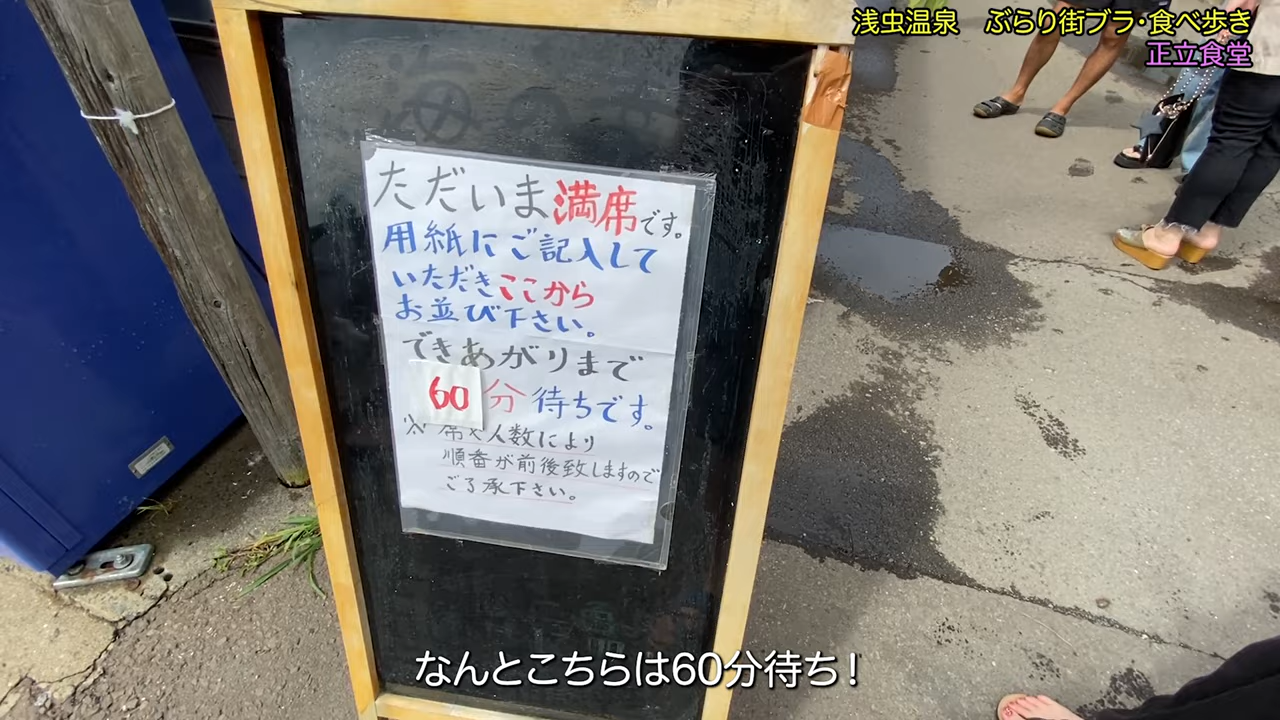 浅虫温泉 ぶらり街ブラ・食べ歩き
正立食堂
ただいま満席です。
用紙にご記入して
いただきここから
お並び下さい。
できあがりまで
60分待ちです。
※席や人数により
順番が前後致しますので
ご了承下さい。
なんとこちらは60分待ち!